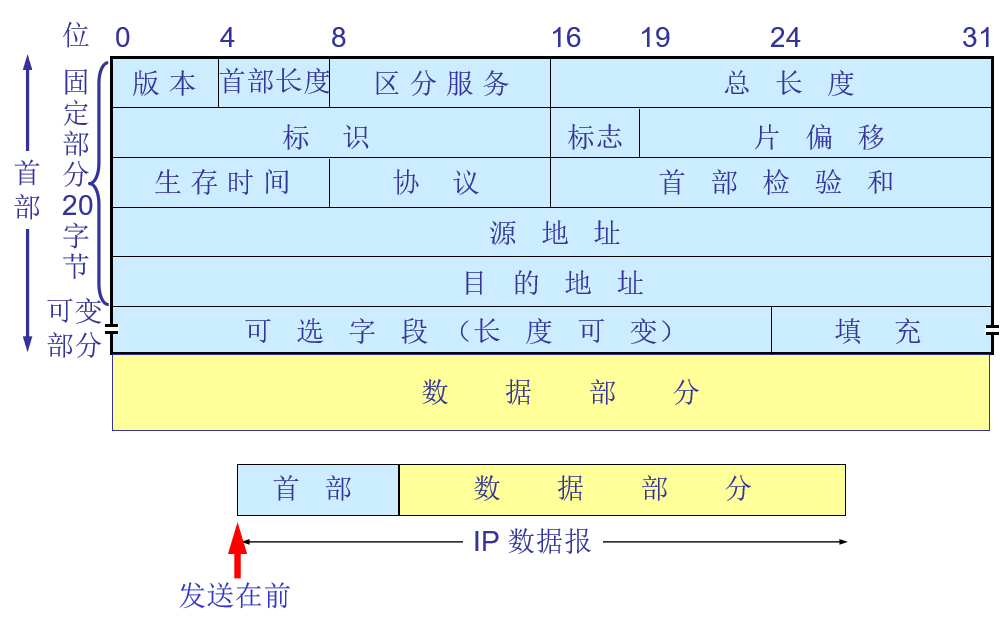 位 0 4 8 16 19 24 31
版本 首部长度 区分服务 总长度
标识 标志 片偏移
生存时间 协议 首部检验和
源地址
目的地址
可选字段（长度可变） 填充
数据部分
首部
固定部分20字节
可变部分
首部 数据部分
IP 数据报
发送在前